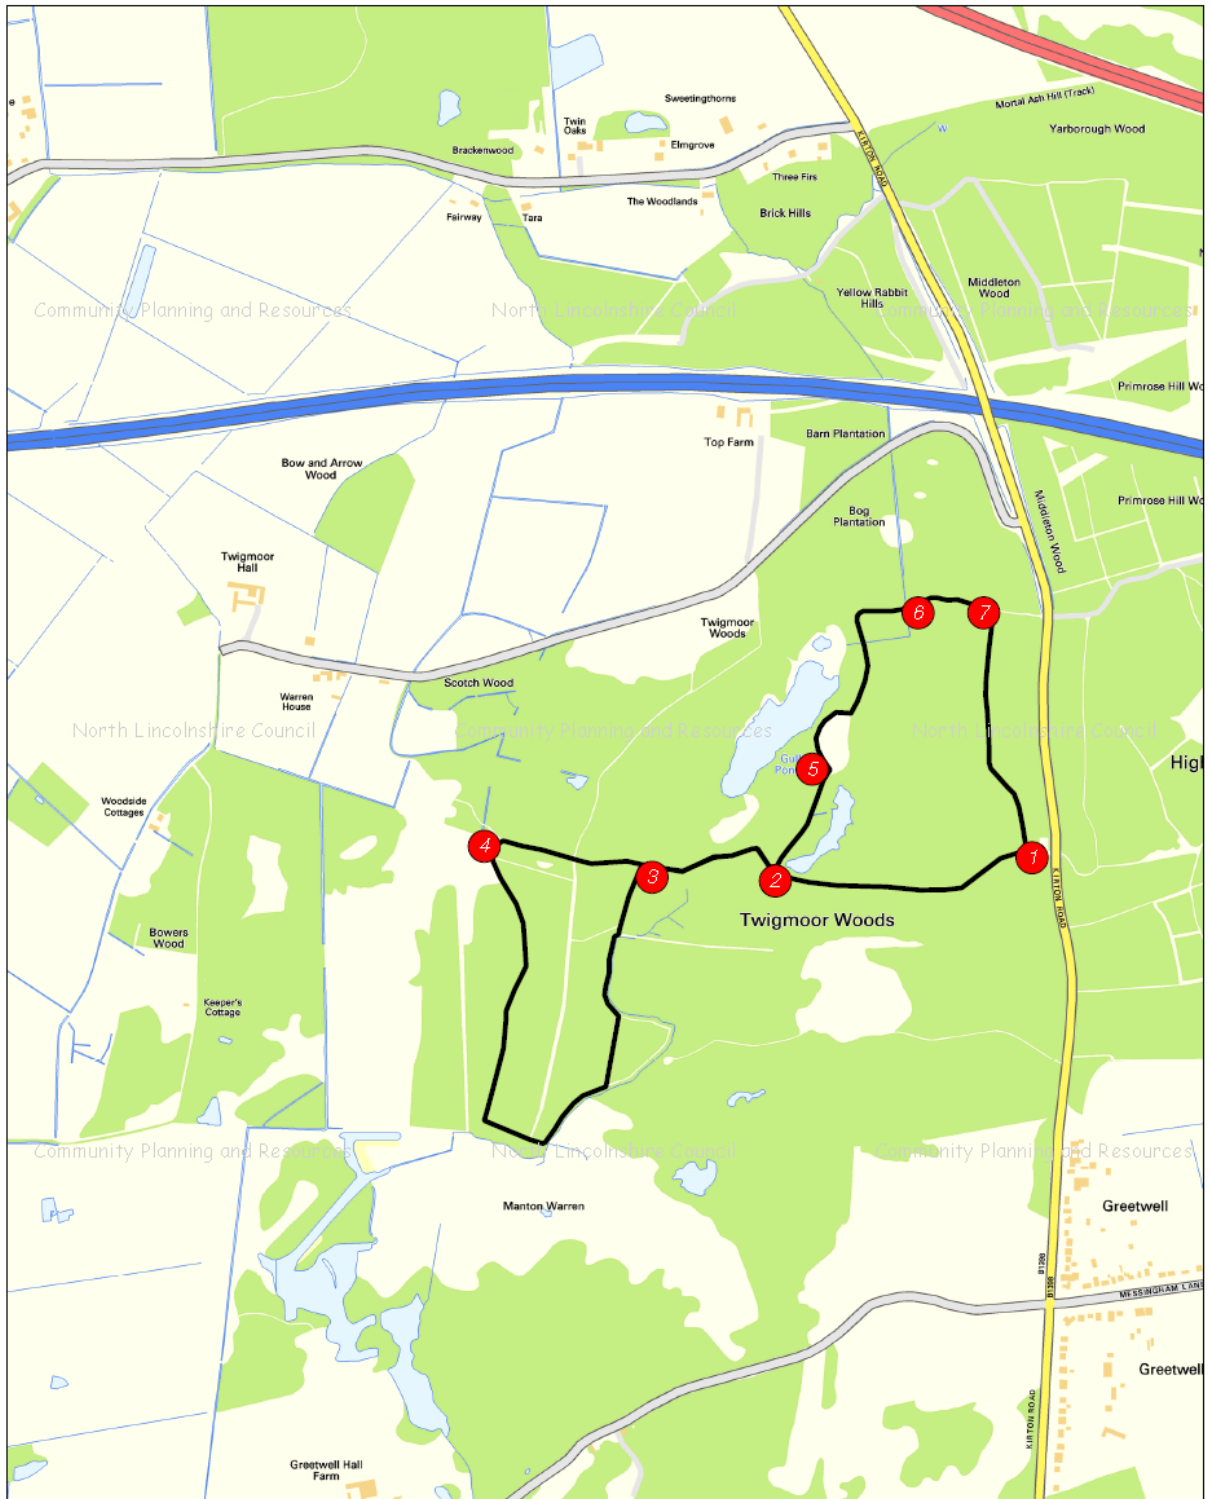 Sweetingthorns
Mortal Ash Hill (Track)
Twin
Oaks
W
Yarborough Wood
e
Elmgrove
Brackenwood
KIRTON ROAD
Three Firs
The Woodlands
Fairway
Tara
Brick Hills
Yellow Rabbit
Hills
Middleton
Wood
Community Planning and Resources
North Lincolnshire Council
Community Planning and Resources
Primrose Hill Wo
Top Farm
Barn Plantation
Bow and Arrow
Wood
Primrose Hill Wo
Middleton Wood
Bog
Plantation
Twigmoor
Hall
6
7
Twigmoor
Woods
Scotch Wood
Warren
House
North Lincolnshire Council
Community Planning and Resources
North Lincolnshire Council
High
5
Woodside
Cottages
4
1
3
2
KIRTON ROAD
Twigmoor Woods
Bowers
Wood
Keeper's
Cottage
Community Planning and Resources
North Lincolnshire Council
Community Planning and Resources
Manton Warren
Greetwell
B1398
B1398
MESSINGHAM LANE
Greetwell
KIRTON ROAD
Greetwell Hall
Farm